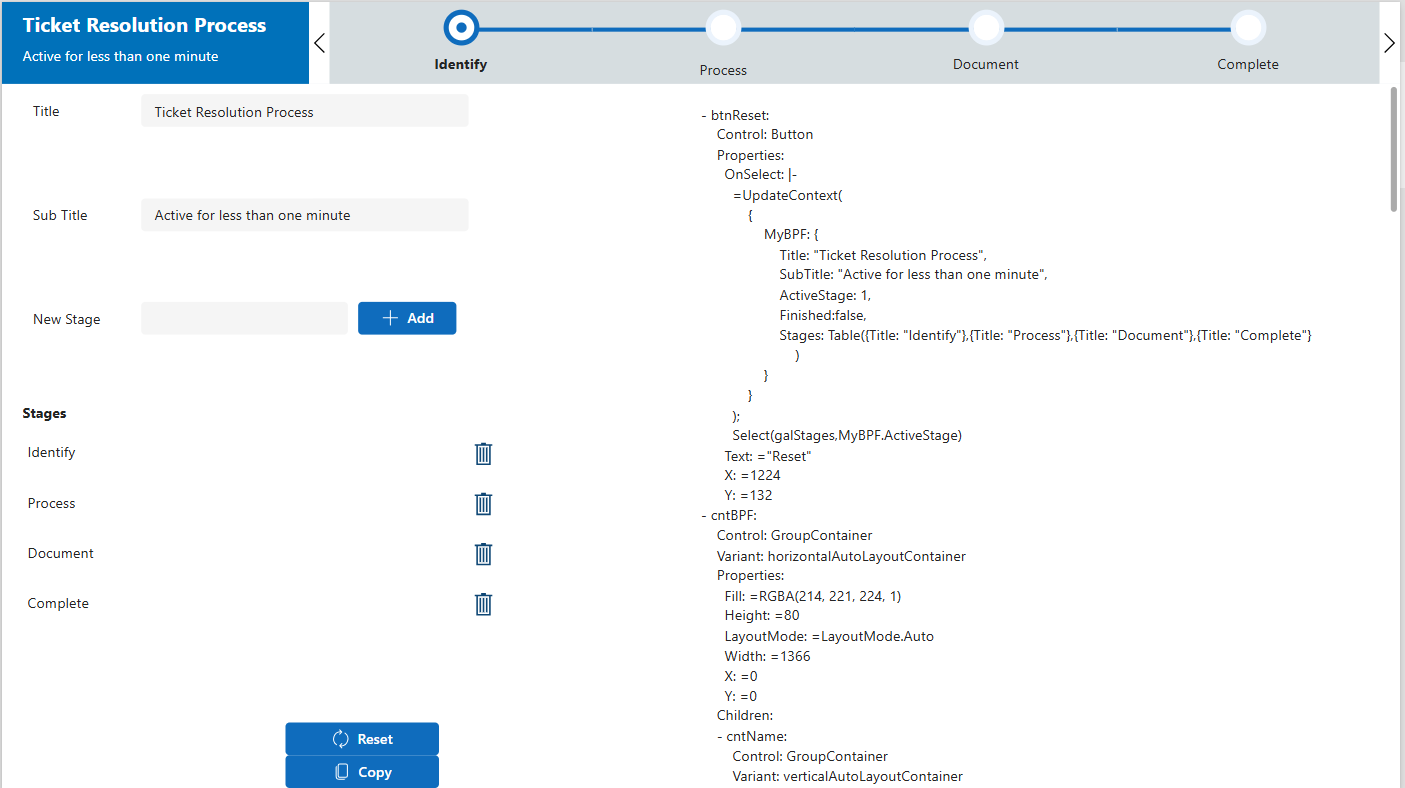 Ticket Resolution Process
Active for less than one minute
Identify
Process
Document
Complete
Title
Ticket Resolution Process
Sub Title
Active for less than one minute
New Stage
Add
Stages
Identify
Process
Document
Complete
Reset
Copy
- btnReset:
Control: Button
Properties:
OnSelect: |-
=UpdateContext(
{
MyBPF: {
Title: "Ticket Resolution Process",
SubTitle: "Active for less than one minute",
ActiveStage: 1,
Finished:false,
Stages: Table({Title: "Identify"},{Title: "Process"},{Title: "Document"},{Title: "Complete"}
)
}
}
);
Select(galStages,MyBPF.ActiveStage)
Text: ="Reset"
X: =1224
Y: =132
- cntBPF:
Control: GroupContainer
Variant: horizontalAutoLayoutContainer
Properties:
Fill: =RGBA(214, 221, 224, 1)
Height: =80
LayoutMode: =LayoutMode.Auto
Width: =1366
X: =0
Y: =0
Children:
- cntName:
Control: GroupContainer
Variant: verticalAutoLayoutContainer